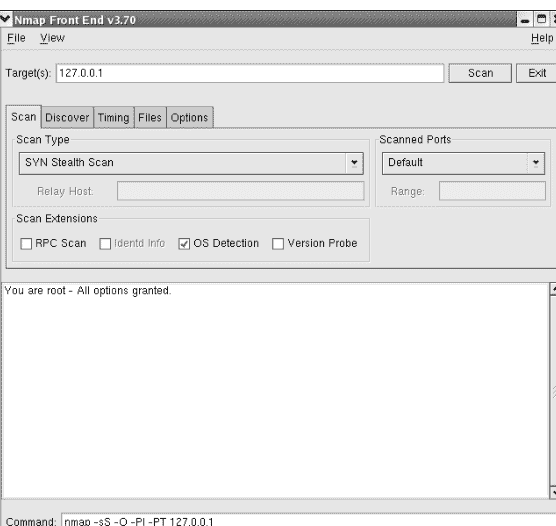 Nmap Front End v3.70
File View Help
Target(s): 127.0.0.1 Scan Exit
Scan Discover Timing Files Options
Scan Type Scanned Ports
SYN Stealth Scan Default
Relay Host: Range:
Scan Extensions
RPC Scan Identd Info OS Detection Version Probe
You are root - All options granted.
Command: nmap -sS -O -PI -PT 127.0.0.1